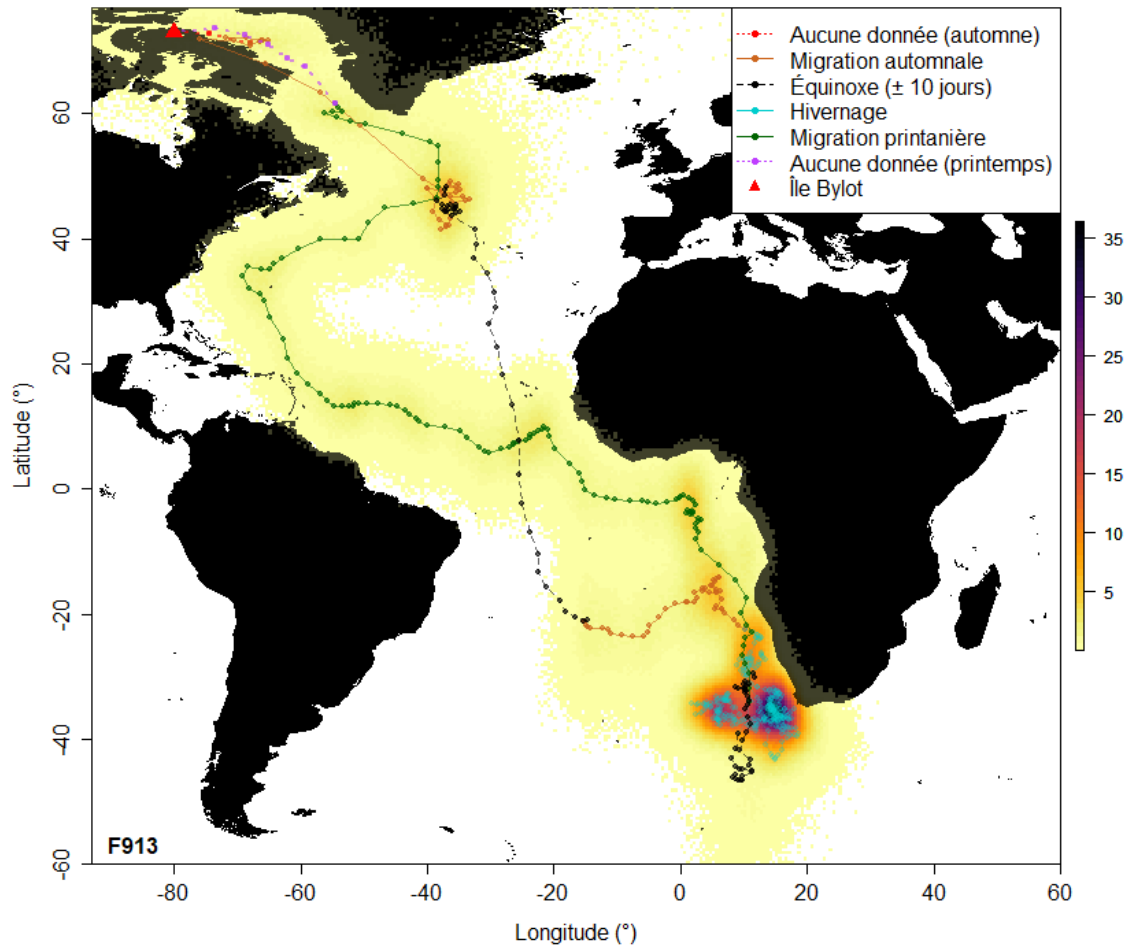 Aucune donnée (automne)
Migration automnale
Équinoxe (± 10 jours)
Hivernage
Migration printanière
Aucune donnée (printemps)
Île Bylot
60
40
20
0
-20
-40
-60
Latitude (°)
35
30
25
20
15
10
5
F913
-80 -60 -40 -20 0 20 40 60
Longitude (°)